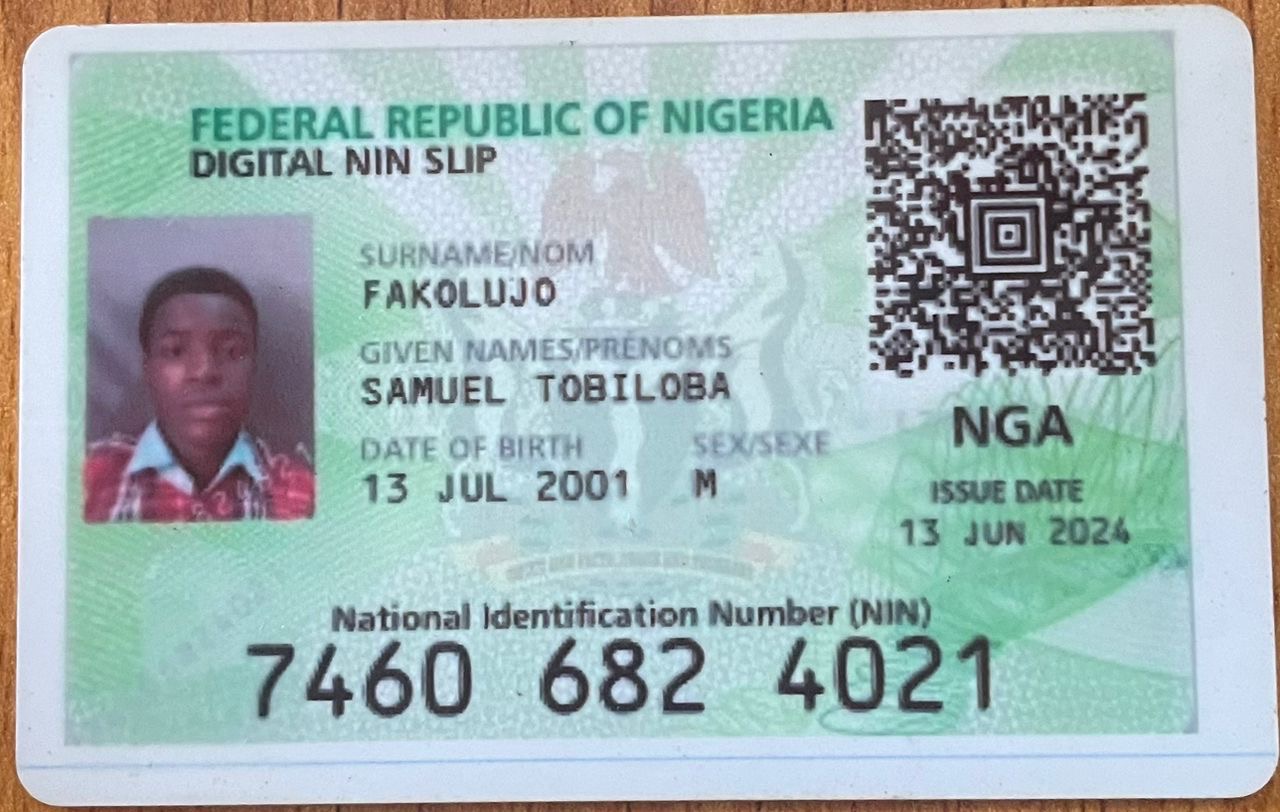 FEDERAL REPUBLIC OF NIGERIA
DIGITAL NIN SLIP
SURNAME/NOM
FAKOLUJO
GIVEN NAMES/PRÉNOMS
SAMUEL TOBILOBA
DATE OF BIRTH SEX/SEXE
13 JUL 2001 M
NGA
ISSUE DATE
13 JUN 2024
National Identification Number (NIN)
7460 682 4021